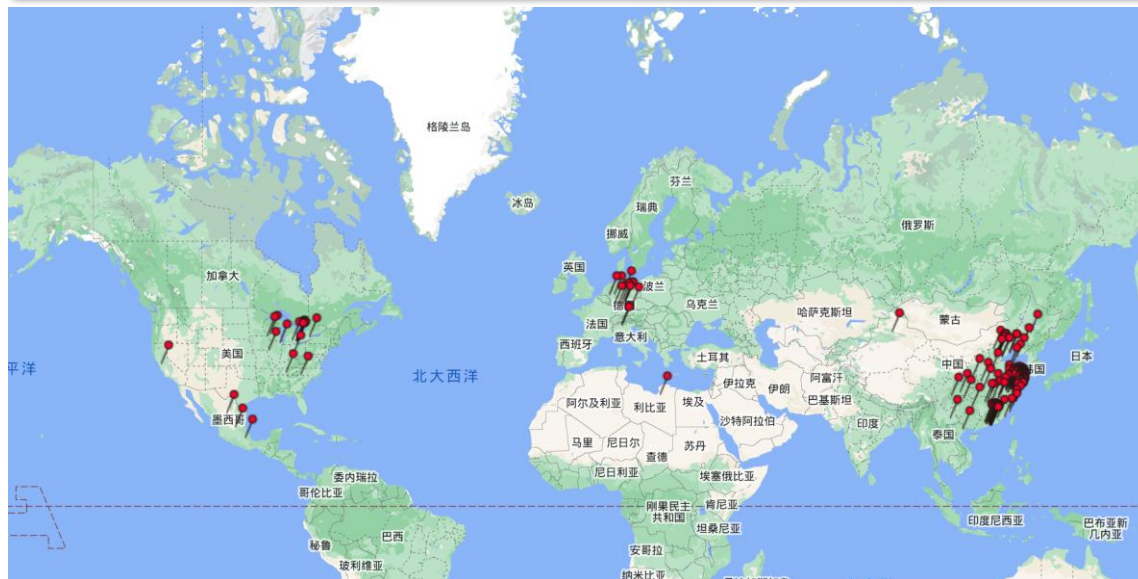 格陵兰岛
冰岛
芬兰
瑞典
挪威
俄罗斯
加拿大
英国
波兰
德
乌克兰
哈萨克斯坦
蒙古
法国
意大利
美国
西班牙
土耳其
中国
韩国
日本
平洋
北大西洋
伊拉克
伊朗
阿富汗
墨西哥
阿尔及利亚
利比亚
埃及
巴基斯坦
沙特阿拉伯
印度
马里
尼日尔
苏丹
泰国
查德
尼日利亚
埃塞俄比亚
委内瑞拉
哥伦比亚
刚果民主
共和国
肯尼亚
坦桑尼亚
印度尼西亚
巴布亚新
几内亚
秘鲁
巴西
玻利维亚
安哥拉
纳米比亚